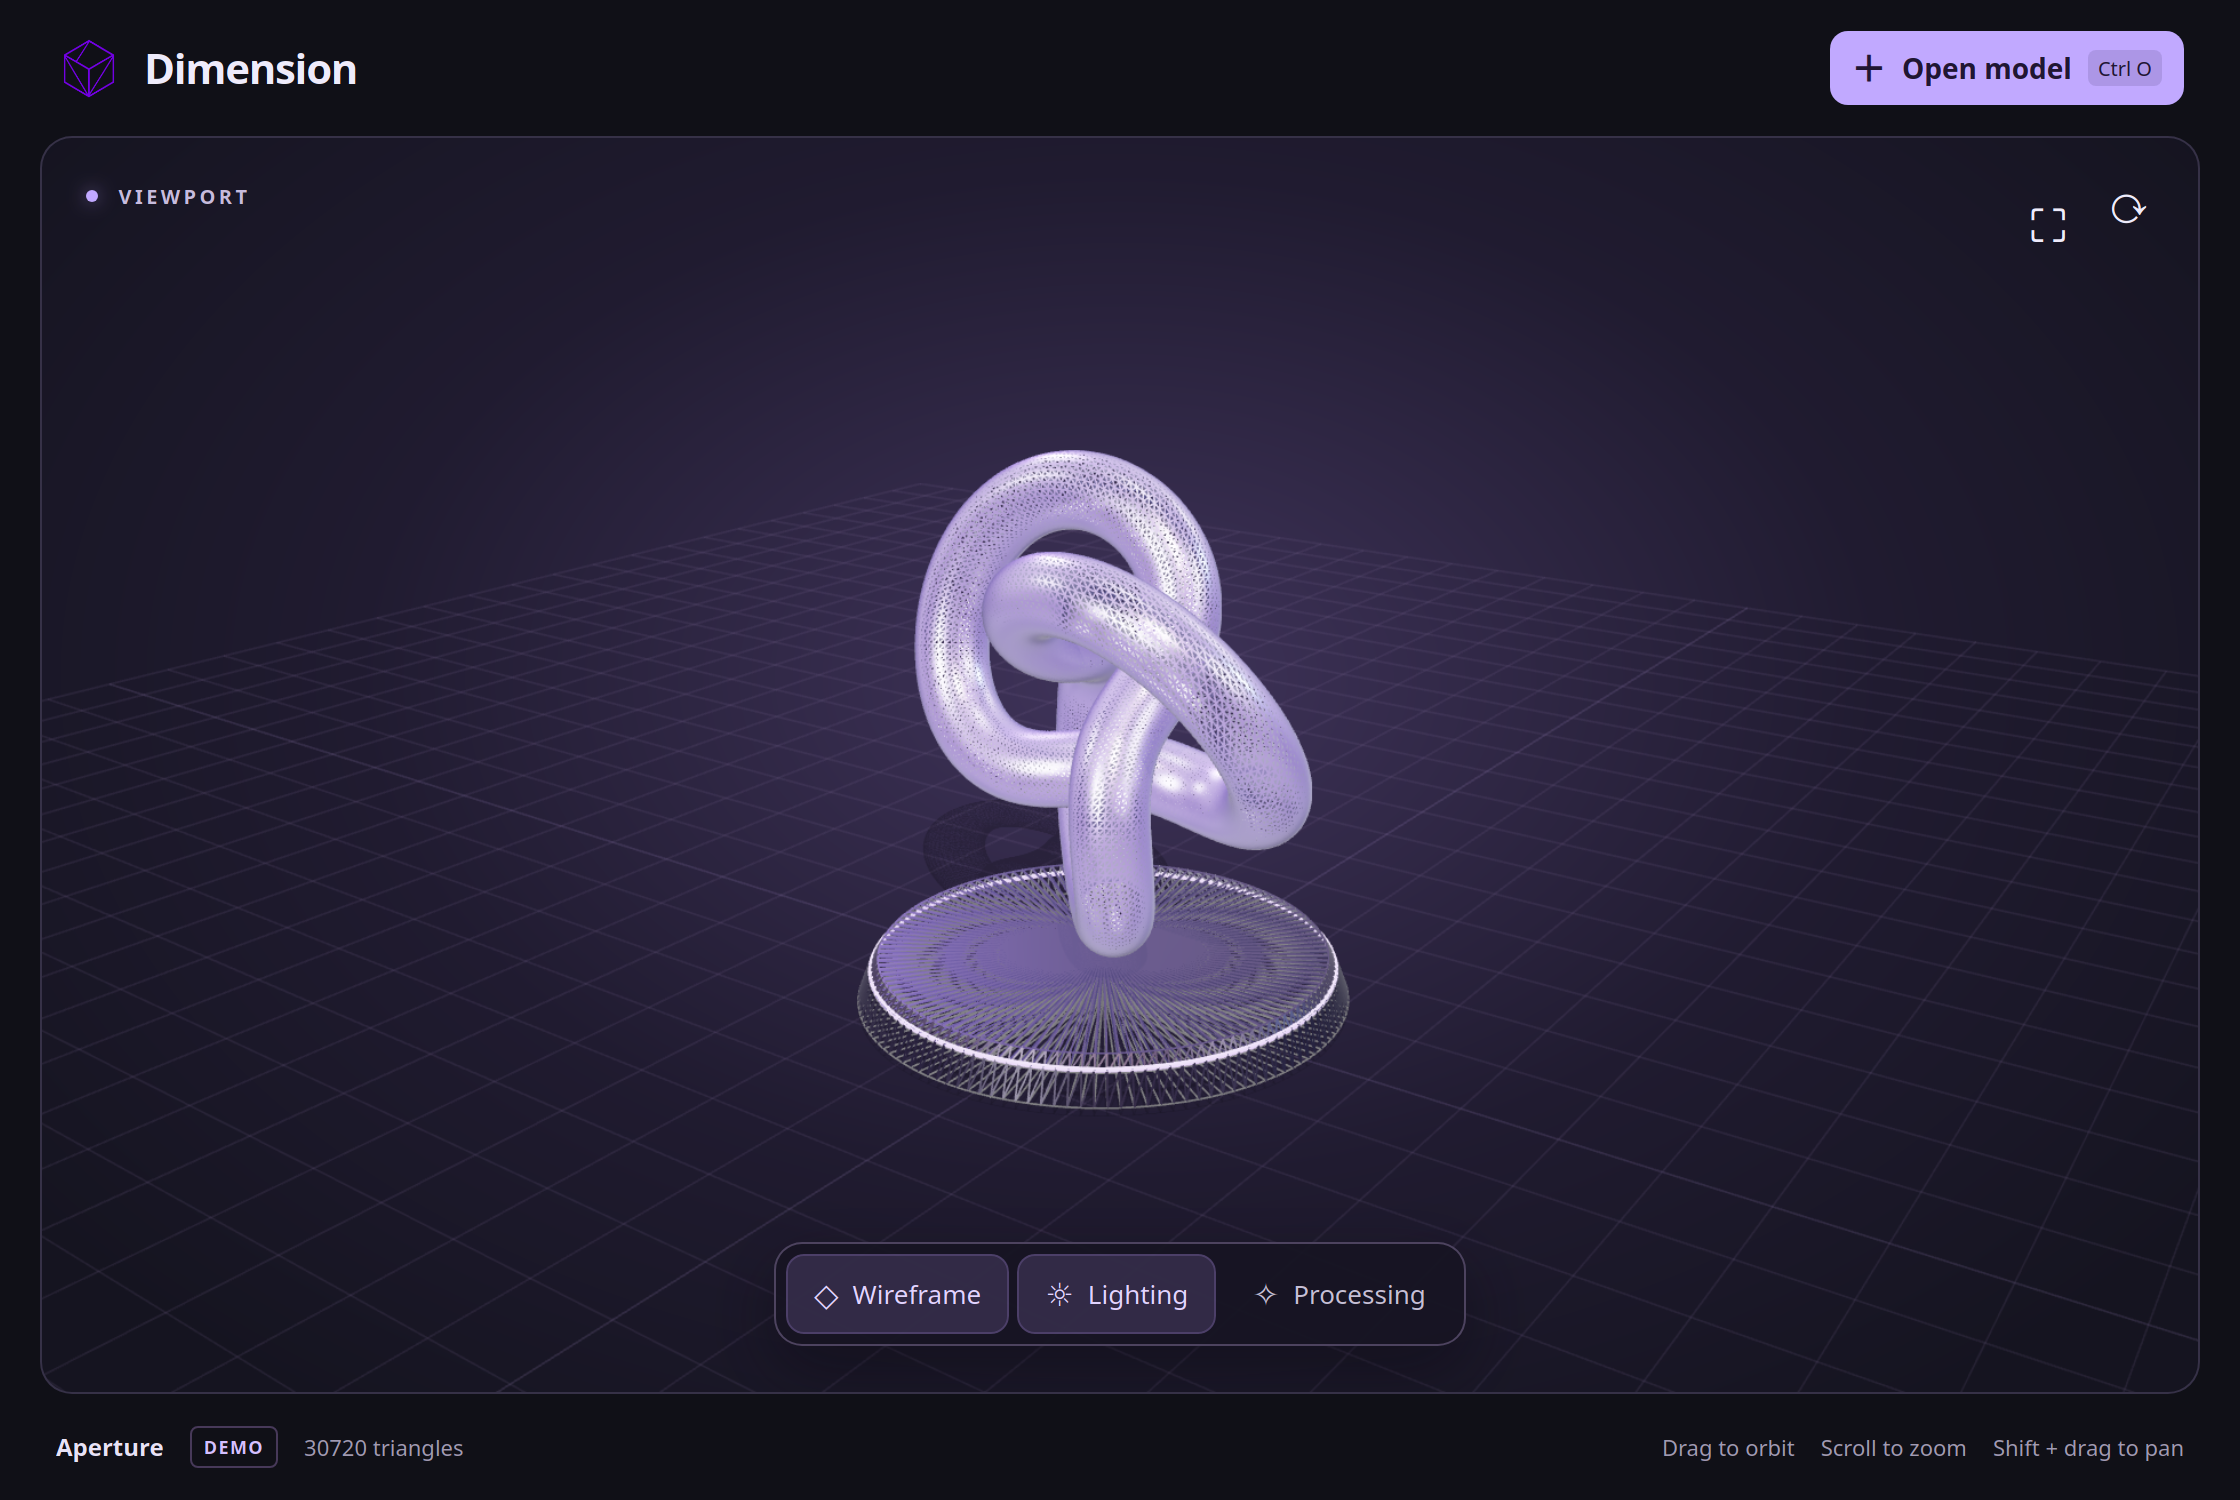 Dimension
Open model Ctrl O
VIEWPORT
Wireframe Lighting Processing
Aperture DEMO 30720 triangles Drag to orbit Scroll to zoom Shift + drag to pan